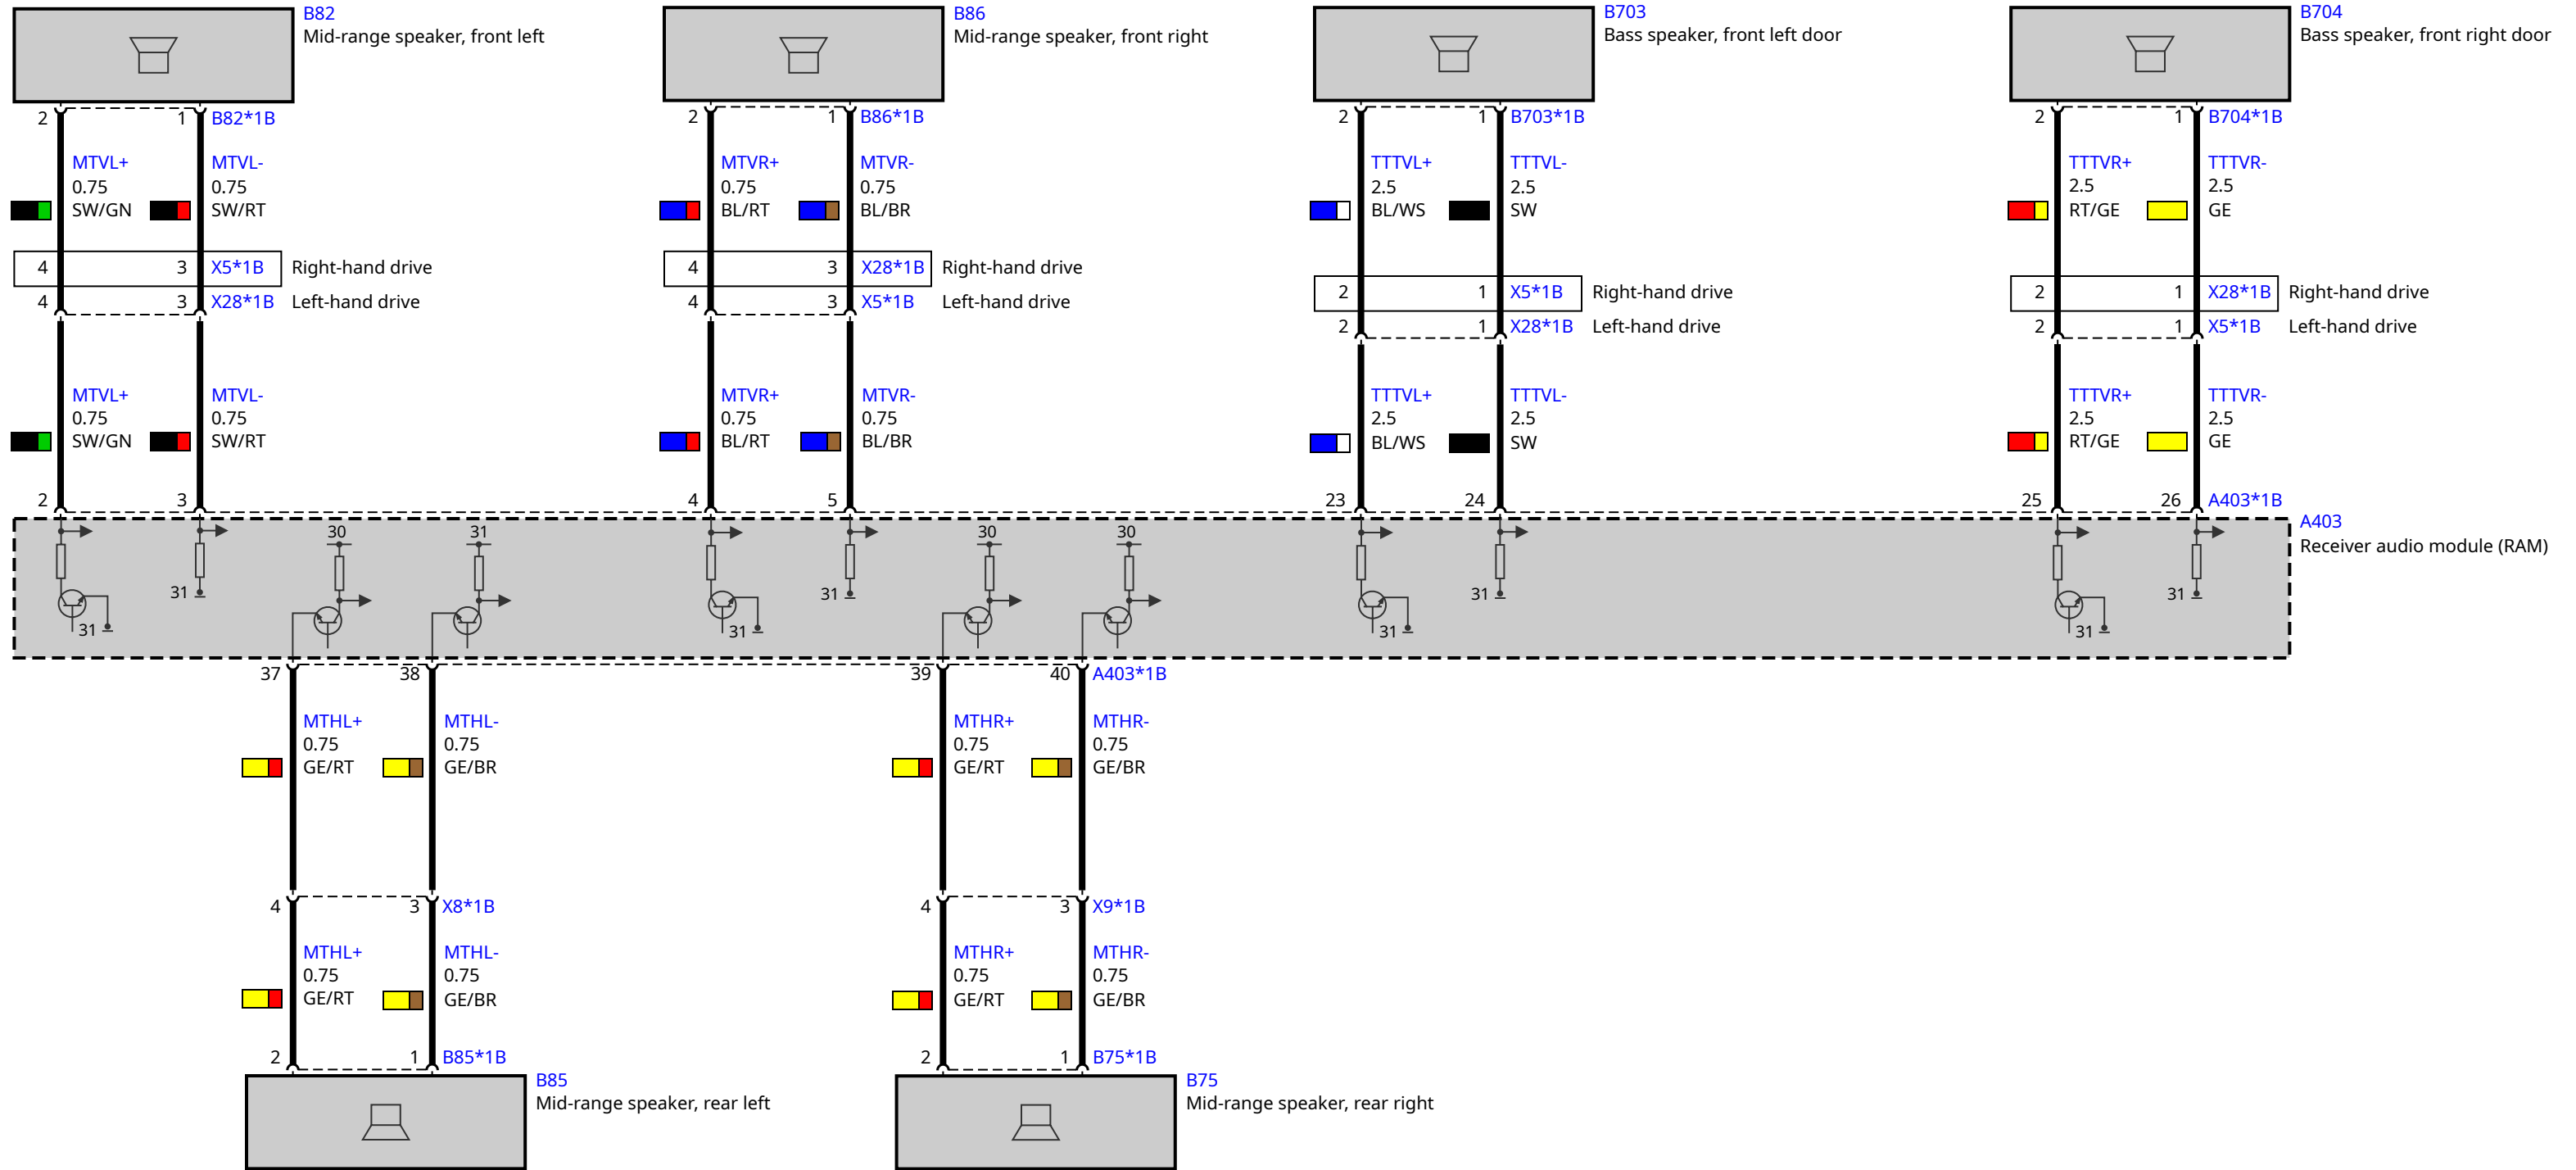 B82
Mid-range speaker, front left
B86
Mid-range speaker, front right
B703
Bass speaker, front left door
B704
Bass speaker, front right door
2 1 B82*1B
2 1 B86*1B
2 1 B703*1B
2 1 B704*1B
MTVL+ MTVL- MTVR+ MTVR- TTTVL+ TTTVL- TTTVR+ TTTVR-
0.75 0.75 0.75 0.75 2.5 2.5 2.5 2.5
SW/GN SW/RT BL/RT BL/BR BL/WS SW RT/GE GE
4 3 X5*1B Right-hand drive
4 3 X28*1B Left-hand drive
4 3 X28*1B Right-hand drive
4 3 X5*1B Left-hand drive
2 1 X5*1B Right-hand drive
2 1 X28*1B Left-hand drive
2 1 X28*1B Right-hand drive
2 1 X5*1B Left-hand drive
MTVL+ MTVL- MTVR+ MTVR- TTTVL+ TTTVL- TTTVR+ TTTVR-
0.75 0.75 0.75 0.75 2.5 2.5 2.5 2.5
SW/GN SW/RT BL/RT BL/BR BL/WS SW RT/GE GE
2 3 4 5 23 24 25 26 A403*1B
A403
Receiver audio module (RAM)
30 31 30 30
31 31 31 31
31 31 31 31
37 38 39 40 A403*1B
MTHL+ MTHL- MTHR+ MTHR-
0.75 0.75 0.75 0.75
GE/RT GE/BR GE/RT GE/BR
4 3 X8*1B 4 3 X9*1B
MTHL+ MTHL- MTHR+ MTHR-
0.75 0.75 0.75 0.75
GE/RT GE/BR GE/RT GE/BR
2 1 B85*1B 2 1 B75*1B
B85
Mid-range speaker, rear left
B75
Mid-range speaker, rear right